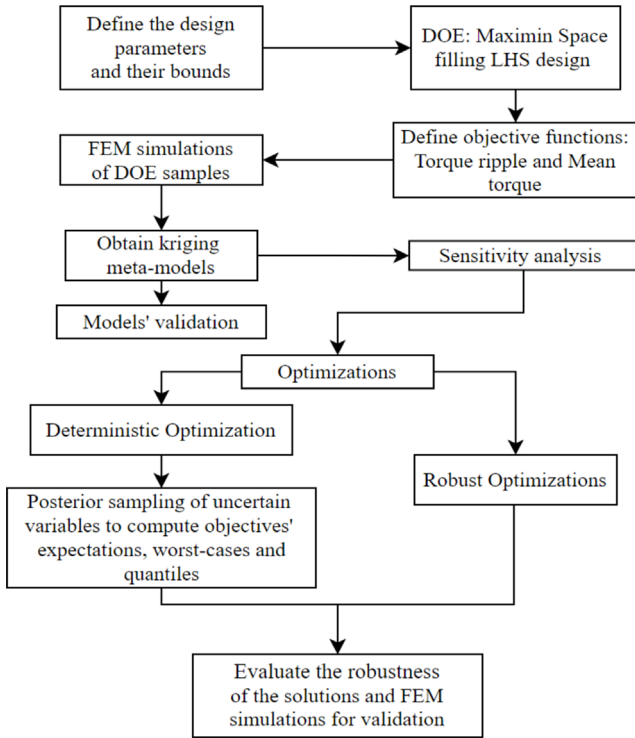 Define the design
parameters
and their bounds
DOE: Maximin Space
filling LHS design
Define objective functions:
Torque ripple and Mean
torque
FEM simulations
of DOE samples
Obtain kriging
meta-models
Sensitivity analysis
Models' validation
Optimizations
Deterministic Optimization
Robust Optimizations
Posterior sampling of uncertain
variables to compute objectives'
expectations, worst-cases and
quantiles
Evaluate the robustness
of the solutions and FEM
simulations for validation